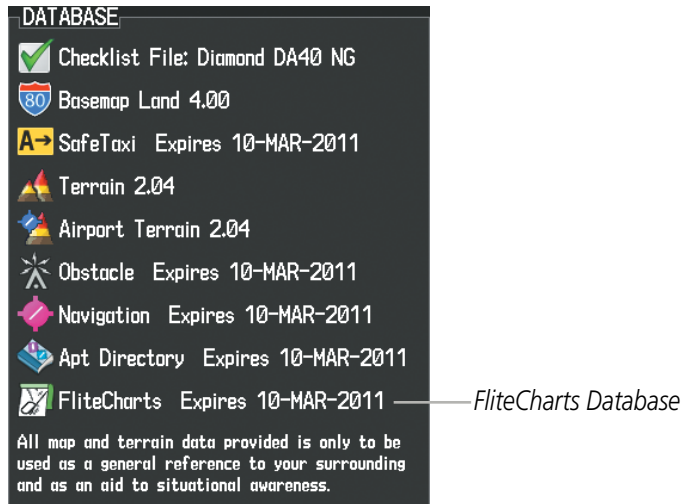 DATABASE
Checklist File: Diamond DA40 NG
80 Basemap Land 4.00
A→ SafeTaxi Expires 10-MAR-2011
Terrain 2.04
Airport Terrain 2.04
Obstacle Expires 10-MAR-2011
Navigation Expires 10-MAR-2011
Apt Directory Expires 10-MAR-2011
FliteCharts Expires 10-MAR-2011
FliteCharts Database
All map and terrain data provided is only to be
used as a general reference to your surrounding
and as an aid to situational awareness.